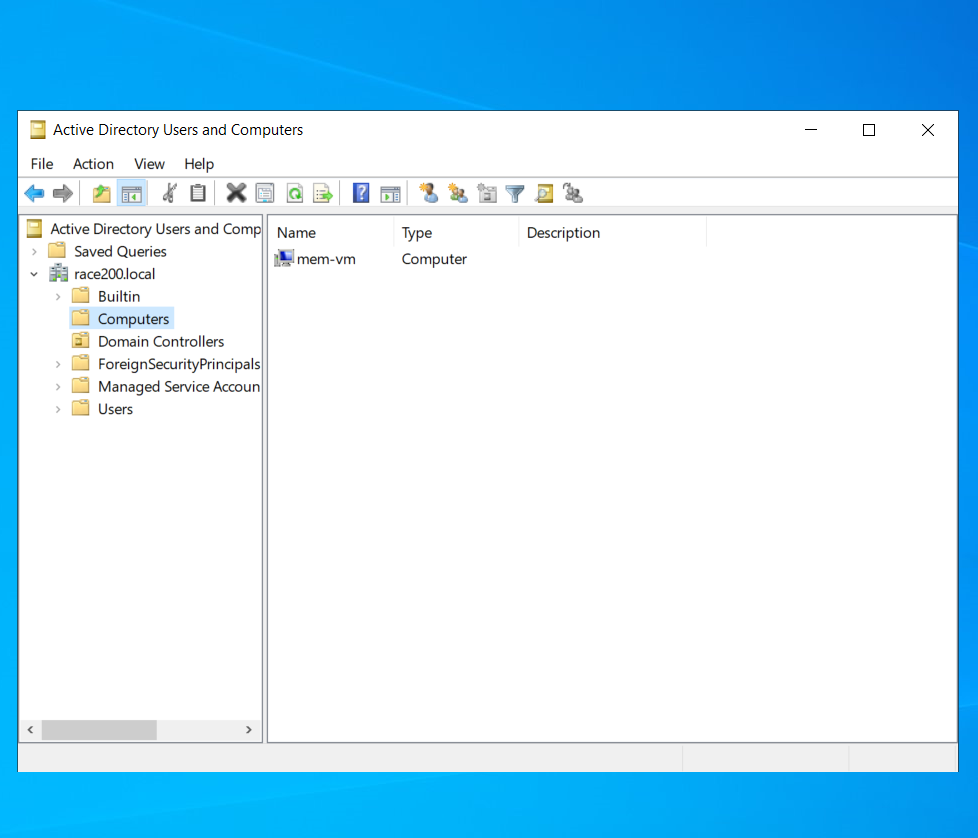 Active Directory Users and Computers
File Action View Help
Active Directory Users and Comp
Saved Queries
race200.local
Builtin
Computers
Domain Controllers
ForeignSecurityPrincipals
Managed Service Accoun
Users
Name Type Description
mem-vm Computer